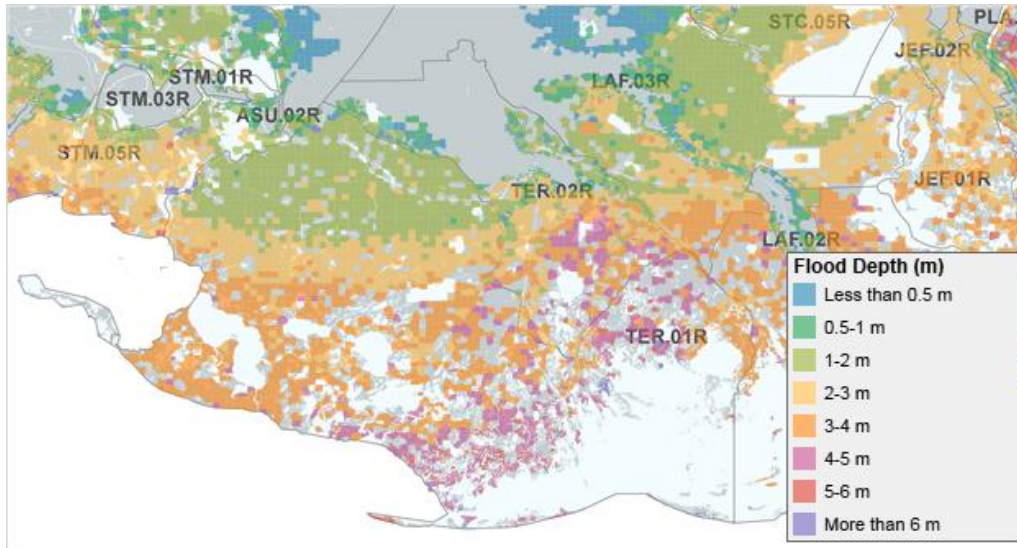 STC.05R
PLA.
JEF.02R
STM.01R
LAF.03R
STM.03R
ASU.02R
STM.05R
JEF.01R
TER.02R
LAF.02R
Flood Depth (m)
Less than 0.5 m
0.5-1 m
1-2 m
2-3 m
3-4 m
4-5 m
5-6 m
More than 6 m
TER.01R